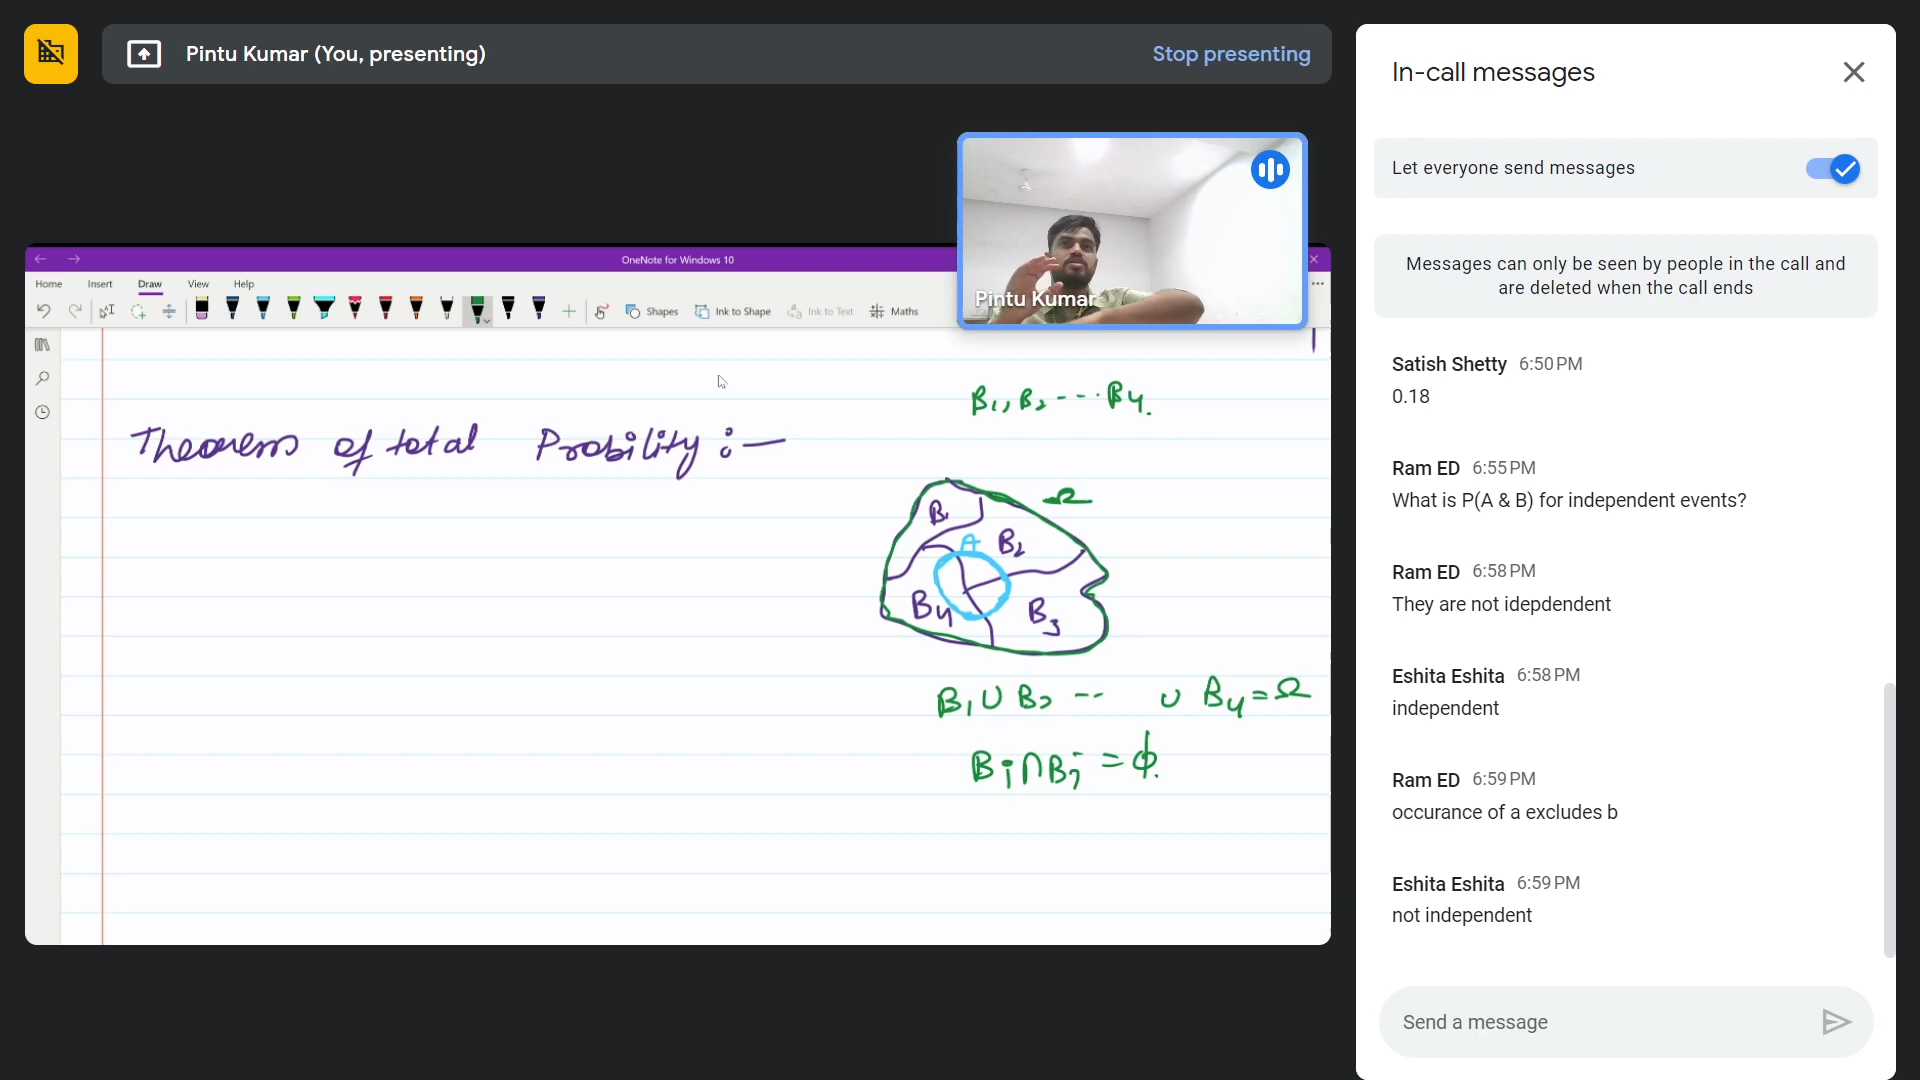 Pintu Kumar (You, presenting)
Stop presenting
In-call messages
Let everyone send messages
Messages can only be seen by people in the call and
are deleted when the call ends
Satish Shetty 6:50 PM
0.18
Ram ED 6:55 PM
What is P(A & B) for independent events?
Ram ED 6:58 PM
They are not idepdendent
Eshita Eshita 6:58 PM
independent
Ram ED 6:59 PM
occurance of a excludes b
Eshita Eshita 6:59 PM
not independent
Send a message
Pintu Kumar
OneNote for Windows 10
Home Insert Draw View Help
Shapes Ink to Shape Ink to Text Maths
B₁, B₂ ---· B₄.
Theorem of total Probility :—
Ω
B₁
A B₂
B₄ B₃
B₁ ∪ B₂ -- ∪ B₄ = Ω
Bi ∩ Bj = ϕ.